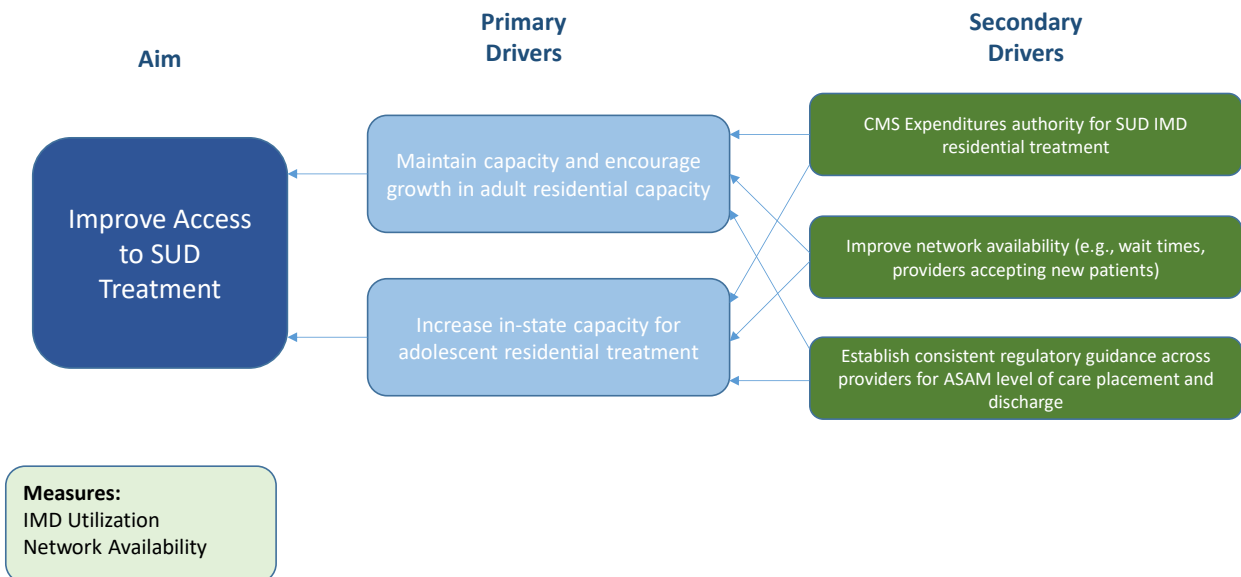 Aim
Primary
Drivers
Secondary
Drivers
Improve Access
to SUD
Treatment
Maintain capacity and encourage
growth in adult residential capacity
Increase in-state capacity for
adolescent residential treatment
CMS Expenditures authority for SUD IMD
residential treatment
Improve network availability (e.g., wait times,
providers accepting new patients)
Establish consistent regulatory guidance across
providers for ASAM level of care placement and
discharge
Measures:
IMD Utilization
Network Availability